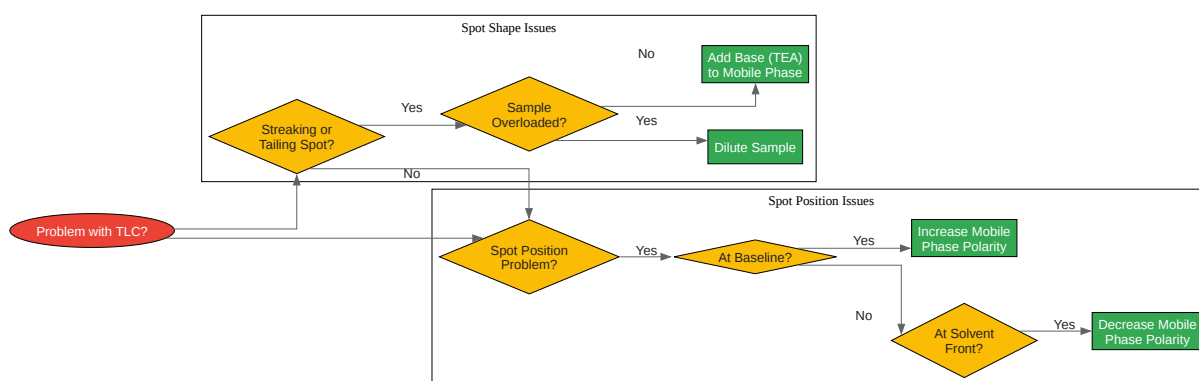 Spot Shape Issues
No
Add Base (TEA)
to Mobile Phase
Yes
Sample
Overloaded?
Streaking or
Tailing Spot?
Yes
Dilute Sample
No
Spot Position Issues
Problem with TLC?
Spot Position
Problem?
Yes
At Baseline?
Yes
Increase Mobile
Phase Polarity
No
At Solvent
Front?
Yes
Decrease Mobile
Phase Polarity